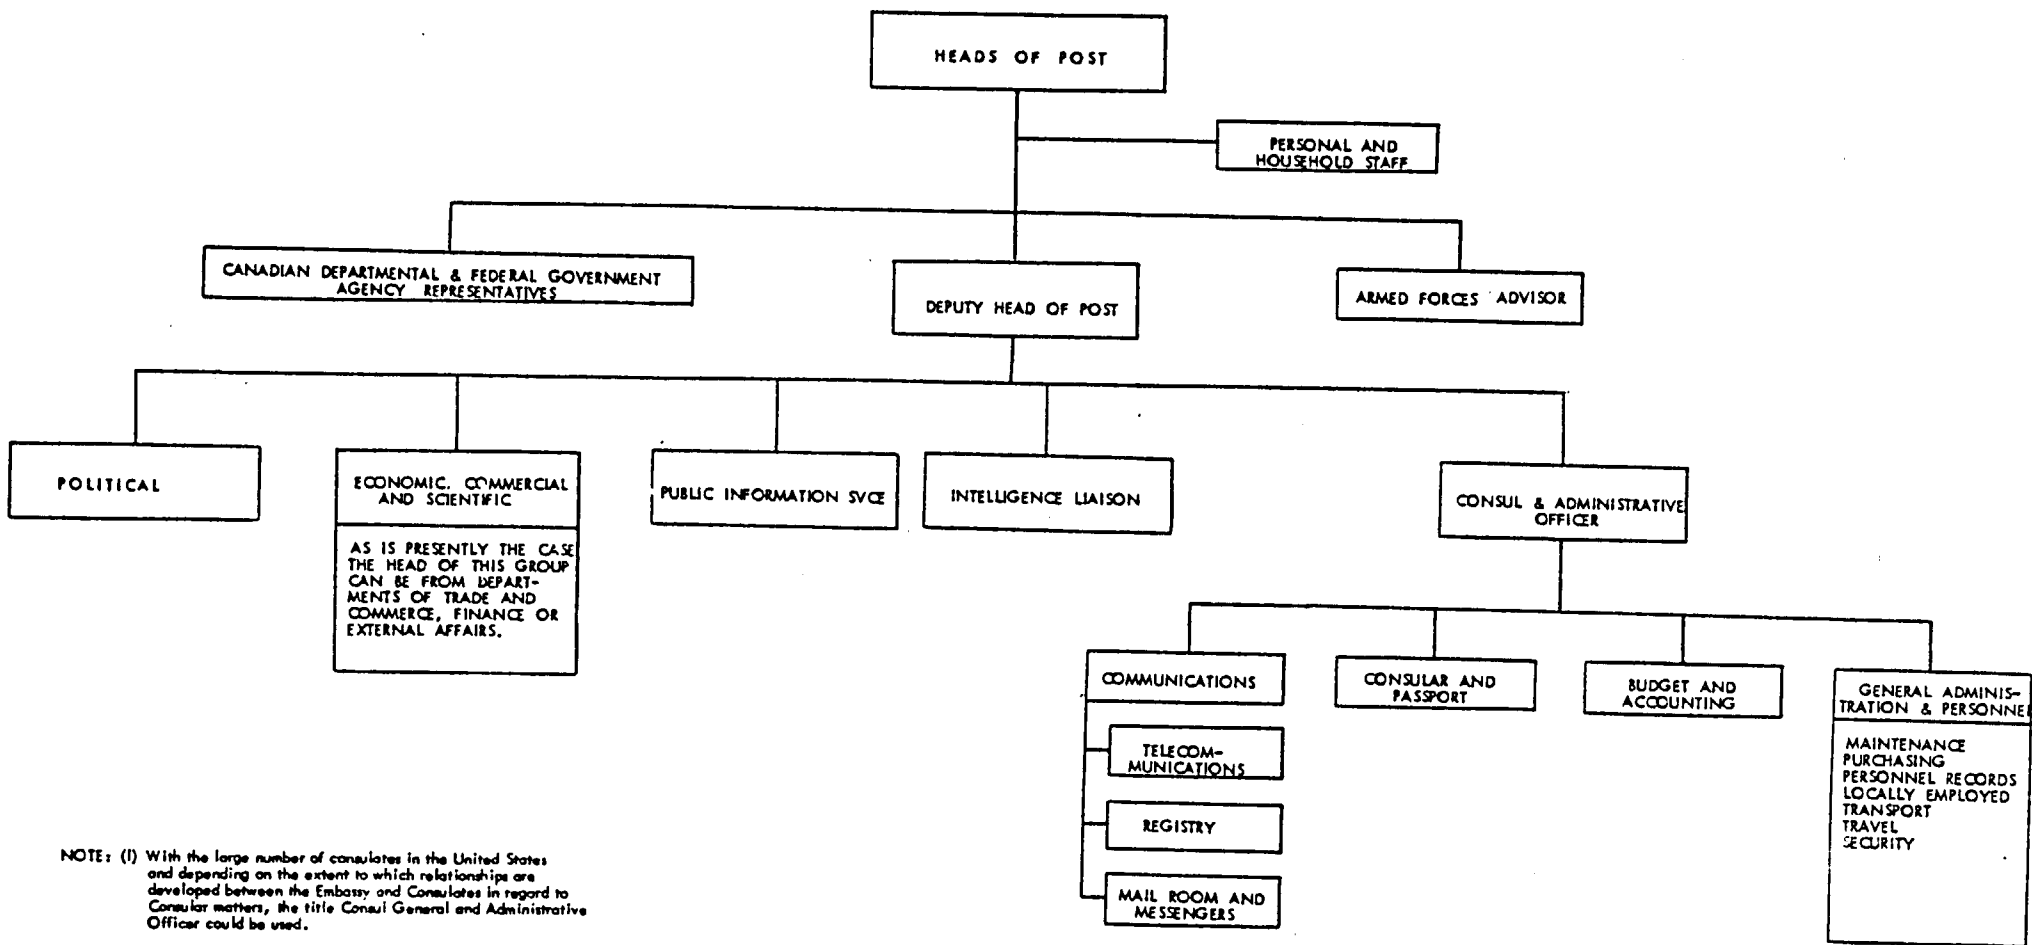 HEADS OF POST
PERSONAL AND
HOUSEHOLD STAFF
CANADIAN DEPARTMENTAL & FEDERAL GOVERNMENT
AGENCY REPRESENTATIVES
DEPUTY HEAD OF POST
ARMED FORCES ADVISOR
POLITICAL
ECONOMIC, COMMERCIAL
AND SCIENTIFIC
AS IS PRESENTLY THE CASE
THE HEAD OF THIS GROUP
CAN BE FROM DEPART-
MENTS OF TRADE AND
COMMERCE, FINANCE OR
EXTERNAL AFFAIRS.
PUBLIC INFORMATION SVCE
INTELLIGENCE LIAISON
CONSUL & ADMINISTRATIVE
OFFICER
COMMUNICATIONS
TELECOM-
MUNICATIONS
REGISTRY
MAIL ROOM AND
MESSENGERS
CONSULAR AND
PASSPORT
BUDGET AND
ACCOUNTING
GENERAL ADMINIS-
TRATION & PERSONNEL
MAINTENANCE
PURCHASING
PERSONNEL RECORDS
LOCALLY EMPLOYED
TRANSPORT
TRAVEL
SECURITY
NOTE: (1) With the large number of consulates in the United States
and depending on the extent to which relationships are
developed between the Embassy and Consulates in regard to
Consular matters, the title Consul General and Administrative
Officer could be used.